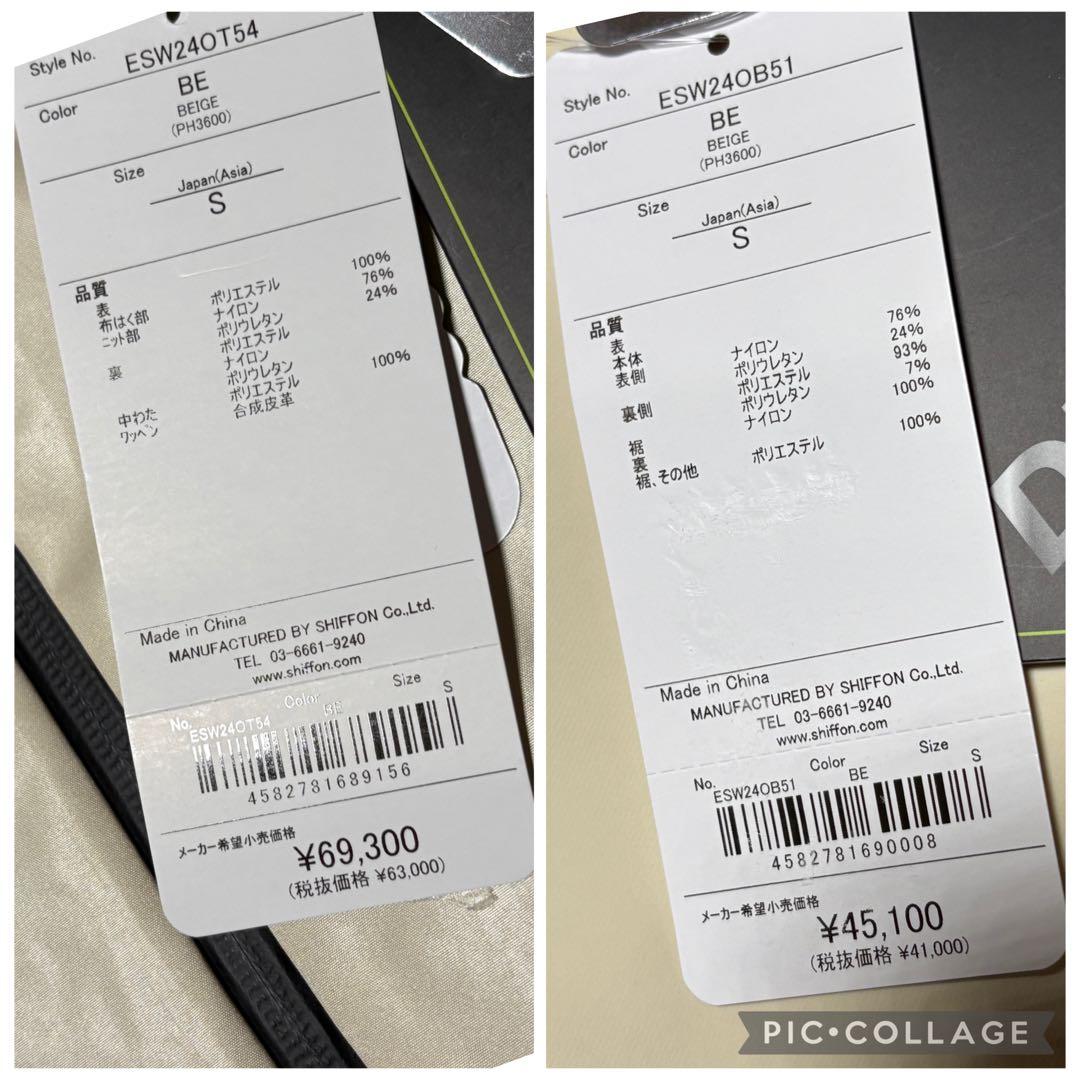 Style No. ESW24OT54
Color BE
BEIGE
(PH3600)
Size Japan(Asia)
S
品質
表
布はく部 ポリエステル 100%
ニット部 ナイロン 76%
ポリウレタン 24%
裏 ポリエステル
ナイロン
ポリウレタン
中わた ポリエステル 100%
ワッペン 合成皮革
Made in China
MANUFACTURED BY SHIFFON Co.,Ltd.
TEL 03-6661-9240
www.shiffon.com
No. Color Size
ESW24OT54 BE S
4582781689156
メーカー希望小売価格
¥69,300
(税抜価格 ¥63,000)
Style No. ESW24OB51
Color BE
BEIGE
(PH3600)
Size Japan(Asia)
S
品質
表
本体
表側 ナイロン 76%
ポリウレタン 24%
裏側 ポリエステル 93%
ポリウレタン 7%
裾 ナイロン 100%
裏
裾、その他 ポリエステル 100%
Made in China
MANUFACTURED BY SHIFFON Co.,Ltd.
TEL 03-6661-9240
www.shiffon.com
No. Color Size
ESW24OB51 BE S
4582781690008
メーカー希望小売価格
¥45,100
(税抜価格 ¥41,000)
PIC•COLLAGE